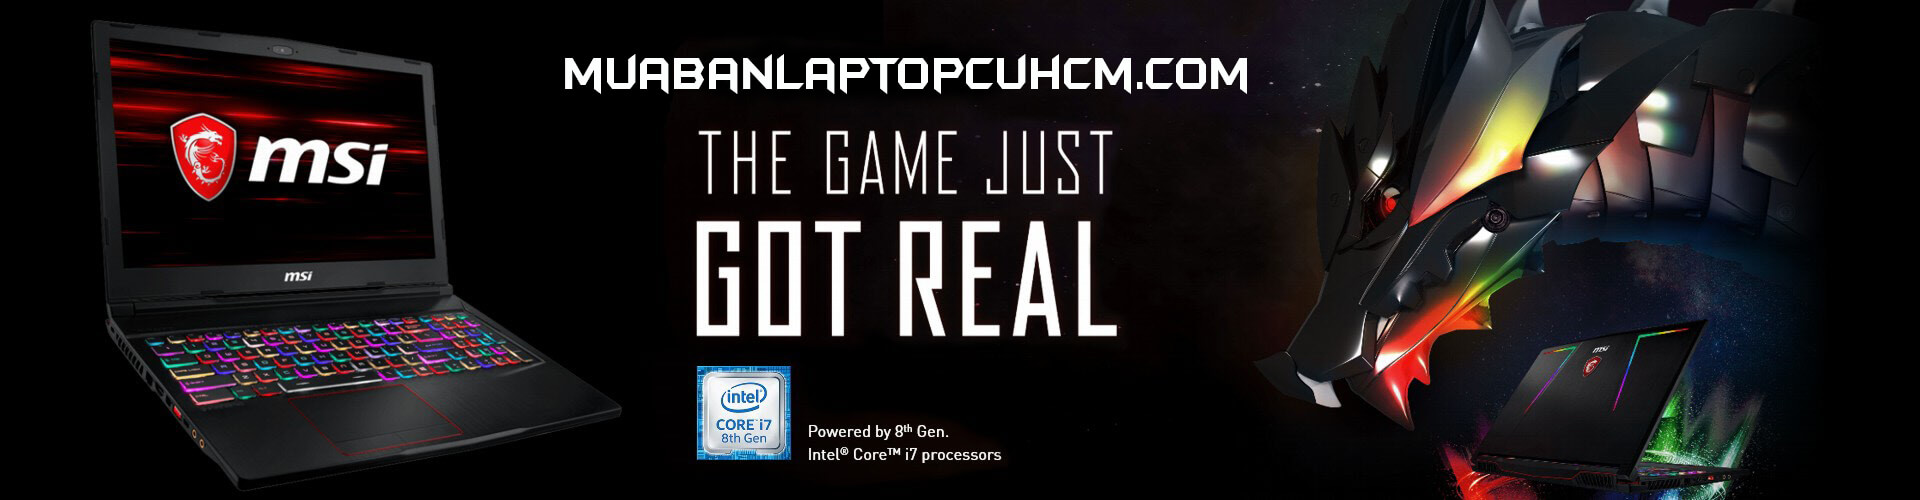 MUABANLAPTOPCUHCM.COM
msi
THE GAME JUST
GOT REAL
msi
intel
CORE i7
8th Gen
Powered by 8th Gen.
Intel® Core™ i7 processors
msi